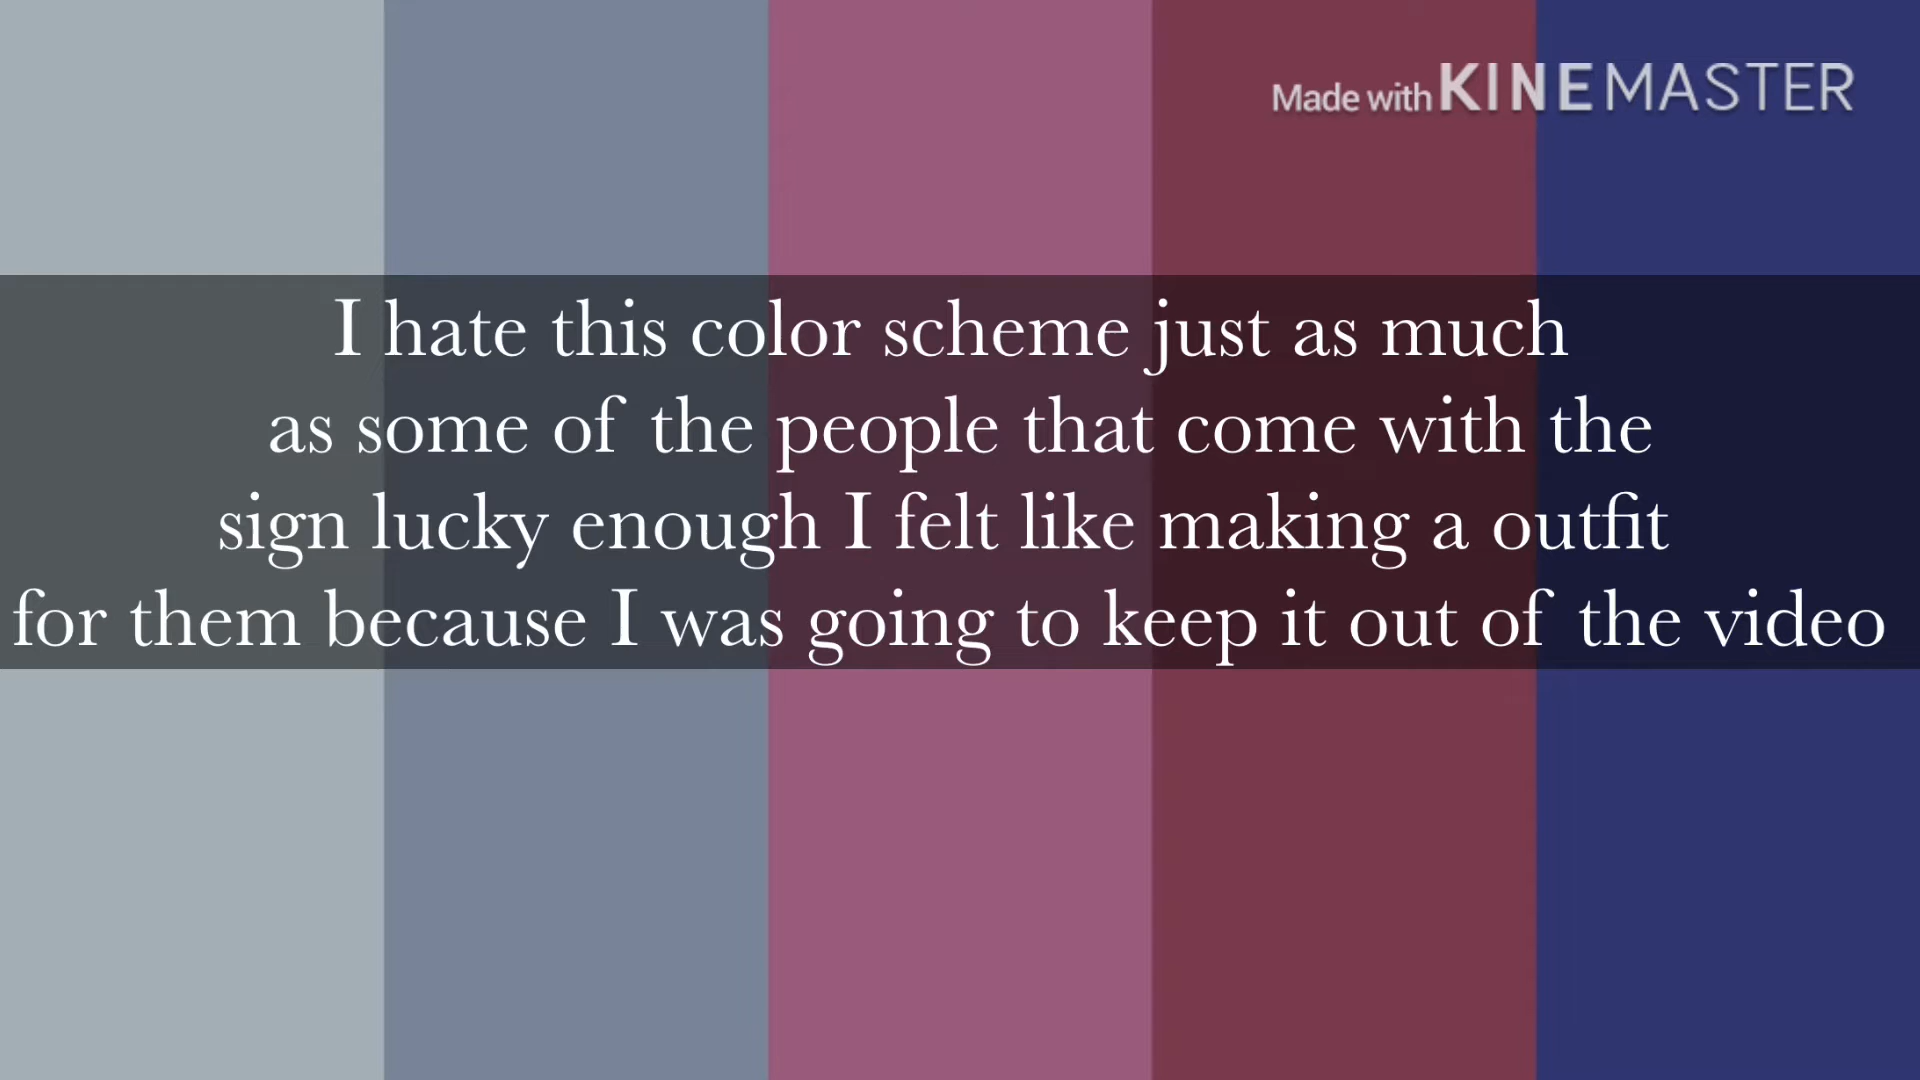 Made with KINEMASTER
I hate this color scheme just as much
as some of the people that come with the
sign lucky enough I felt like making a outfit
for them because I was going to keep it out of the video